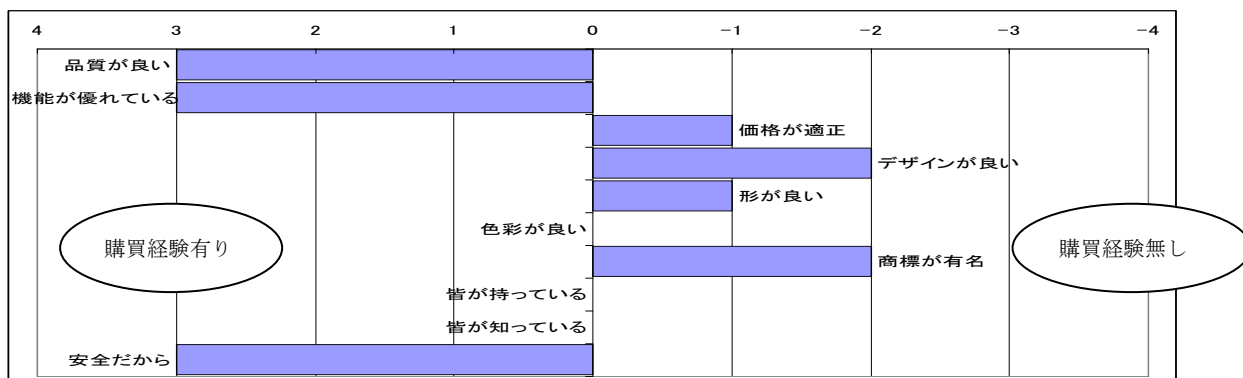 4 3 2 1 0 -1 -2 -3 -4
品質が良い
機能が優れている
価格が適正
デザインが良い
形が良い
色彩が良い
購買経験有り
購買経験無し
商標が有名
皆が持っている
皆が知っている
安全だから